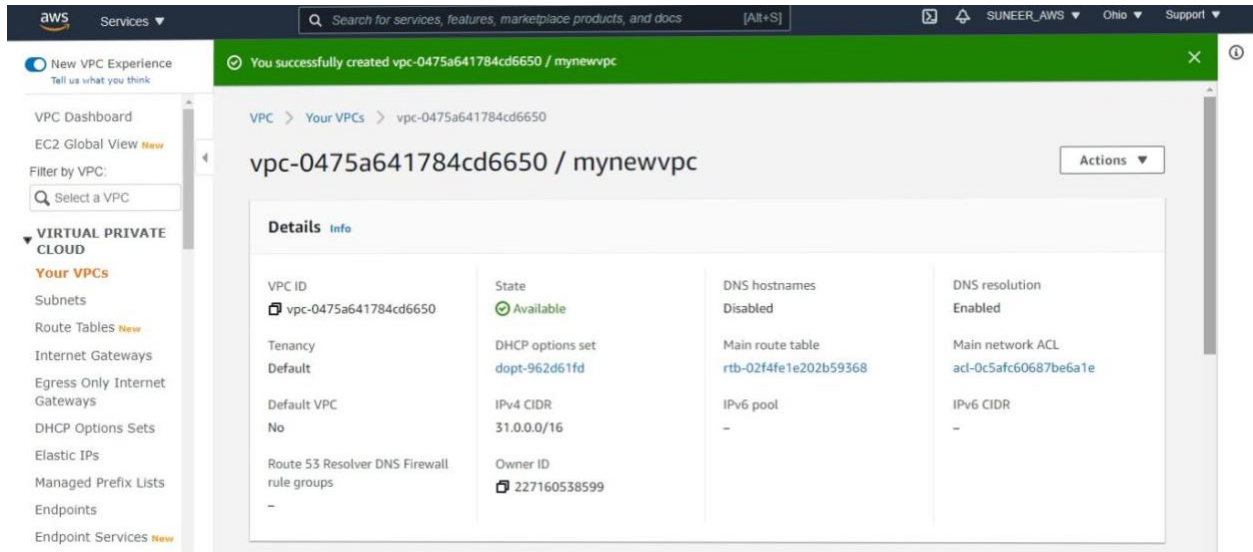 aws Services ▼ Search for services, features, marketplace products, and docs [Alt+S] SUNEER_AWS ▼ Ohio ▼ Support ▼
New VPC Experience
Tell us what you think
VPC Dashboard
EC2 Global View New
Filter by VPC:
Select a VPC
VIRTUAL PRIVATE
CLOUD
Your VPCs
Subnets
Route Tables New
Internet Gateways
Egress Only Internet
Gateways
DHCP Options Sets
Elastic IPs
Managed Prefix Lists
Endpoints
Endpoint Services New
You successfully created vpc-0475a641784cd6650 / mynewvpc
VPC > Your VPCs > vpc-0475a641784cd6650
vpc-0475a641784cd6650 / mynewvpc
Actions ▼
Details Info
VPC ID
vpc-0475a641784cd6650
State
Available
DNS hostnames
Disabled
DNS resolution
Enabled
Tenancy
Default
DHCP options set
dopt-962d61fd
Main route table
rtb-02f4fe1e202b59368
Main network ACL
acl-0c5afc60687be6a1e
Default VPC
No
IPv4 CIDR
31.0.0.0/16
IPv6 pool
–
IPv6 CIDR
–
Route 53 Resolver DNS Firewall
rule groups
–
Owner ID
227160538599